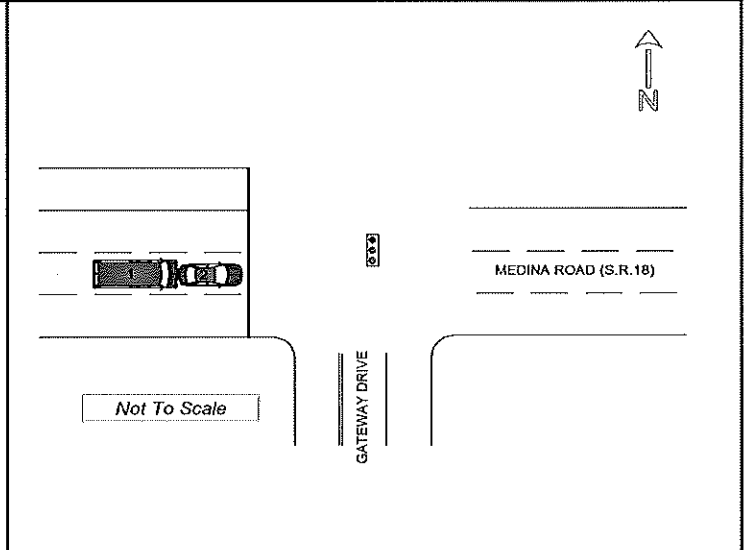 N
1 2
MEDINA ROAD (S.R.18)
GATEWAY DRIVE
Not To Scale